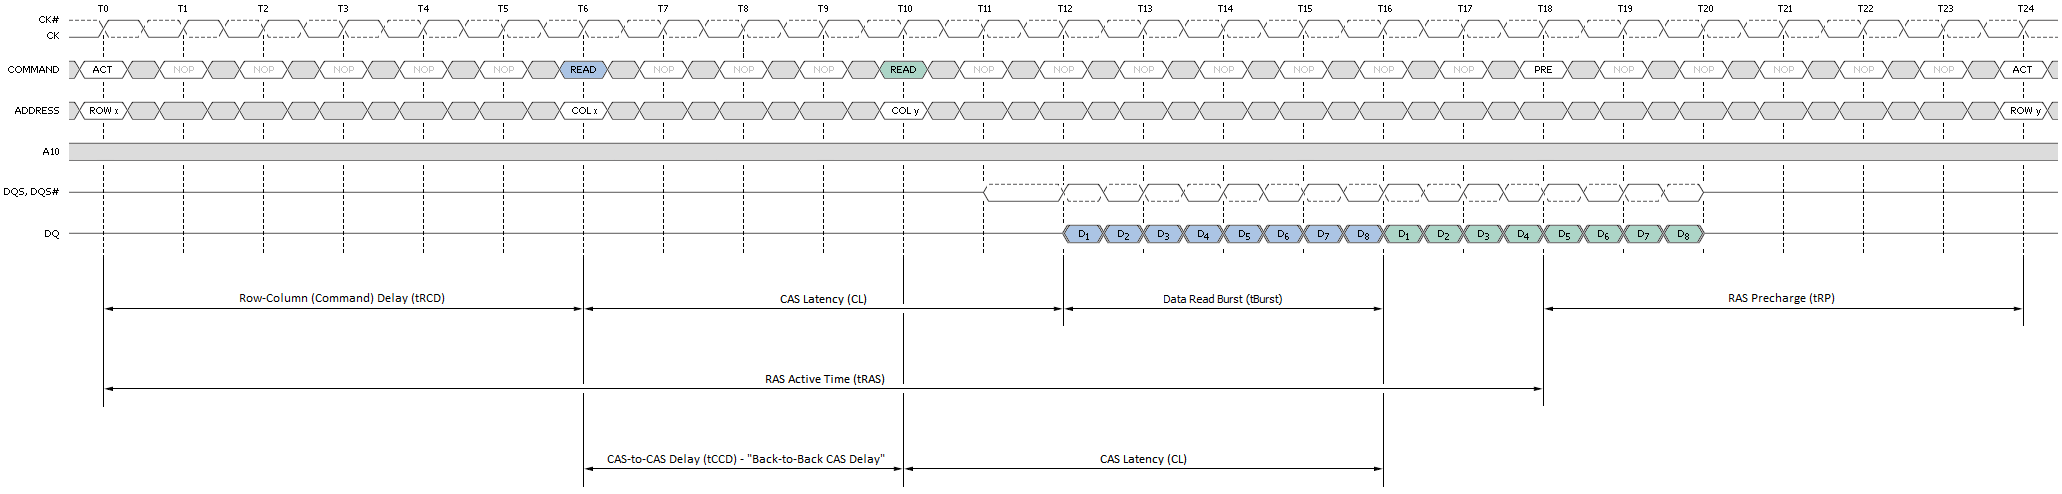 T0 T1 T2 T3 T4 T5 T6 T7 T8 T9 T10 T11 T12 T13 T14 T15 T16 T17 T18 T19 T20 T21 T22 T23 T24
CK#
CK
COMMAND ACT NOP NOP NOP NOP NOP READ NOP NOP NOP READ NOP NOP NOP NOP NOP NOP NOP PRE NOP NOP NOP NOP NOP ACT
ADDRESS ROW x COL x COL y ROW y
A10
DQS, DQS#
DQ D1 D2 D3 D4 D5 D6 D7 D8 D1 D2 D3 D4 D5 D6 D7 D8
Row-Column (Command) Delay (tRCD) CAS Latency (CL) Data Read Burst (tBurst) RAS Precharge (tRP)
RAS Active Time (tRAS)
CAS-to-CAS Delay (tCCD) - "Back-to-Back CAS Delay" CAS Latency (CL)